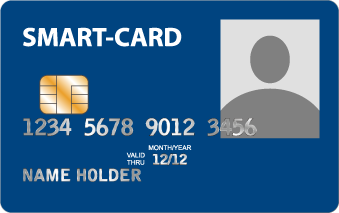 SMART-CARD
1234 5678 9012 3456
MONTH/YEAR
VALID THRU 12/12
NAME HOLDER